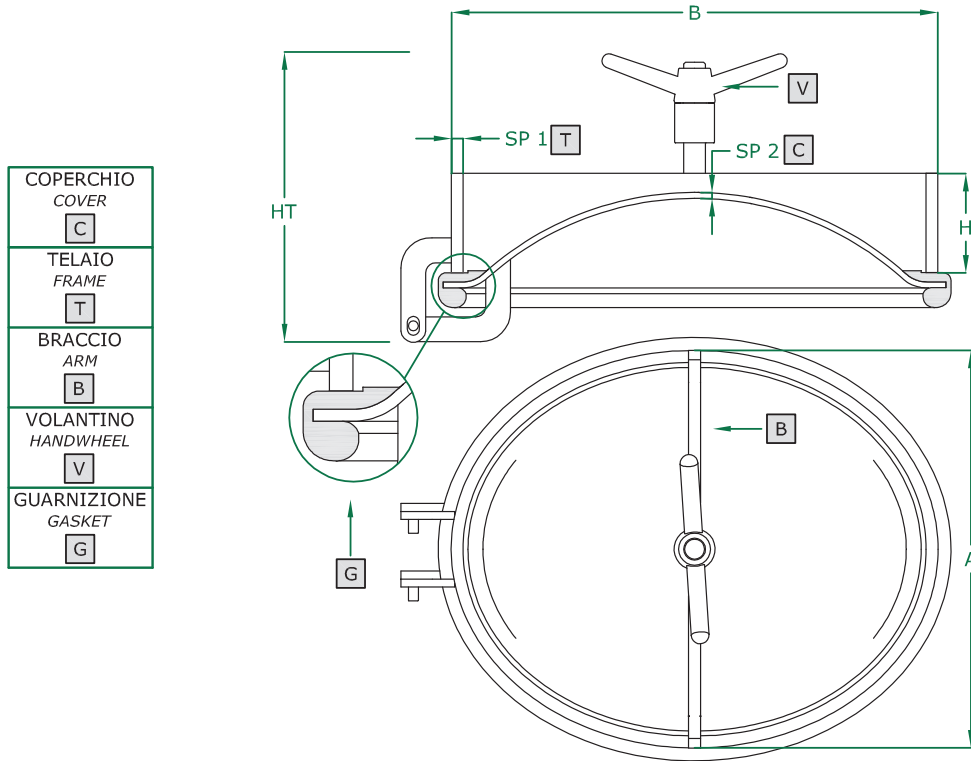 COPERCHIO
COVER
C
TELAIO
FRAME
T
BRACCIO
ARM
B
VOLANTINO
HANDWHEEL
V
GUARNIZIONE
GASKET
G
B
V
SP 1 T
SP 2 C
HT
H
B
G
A